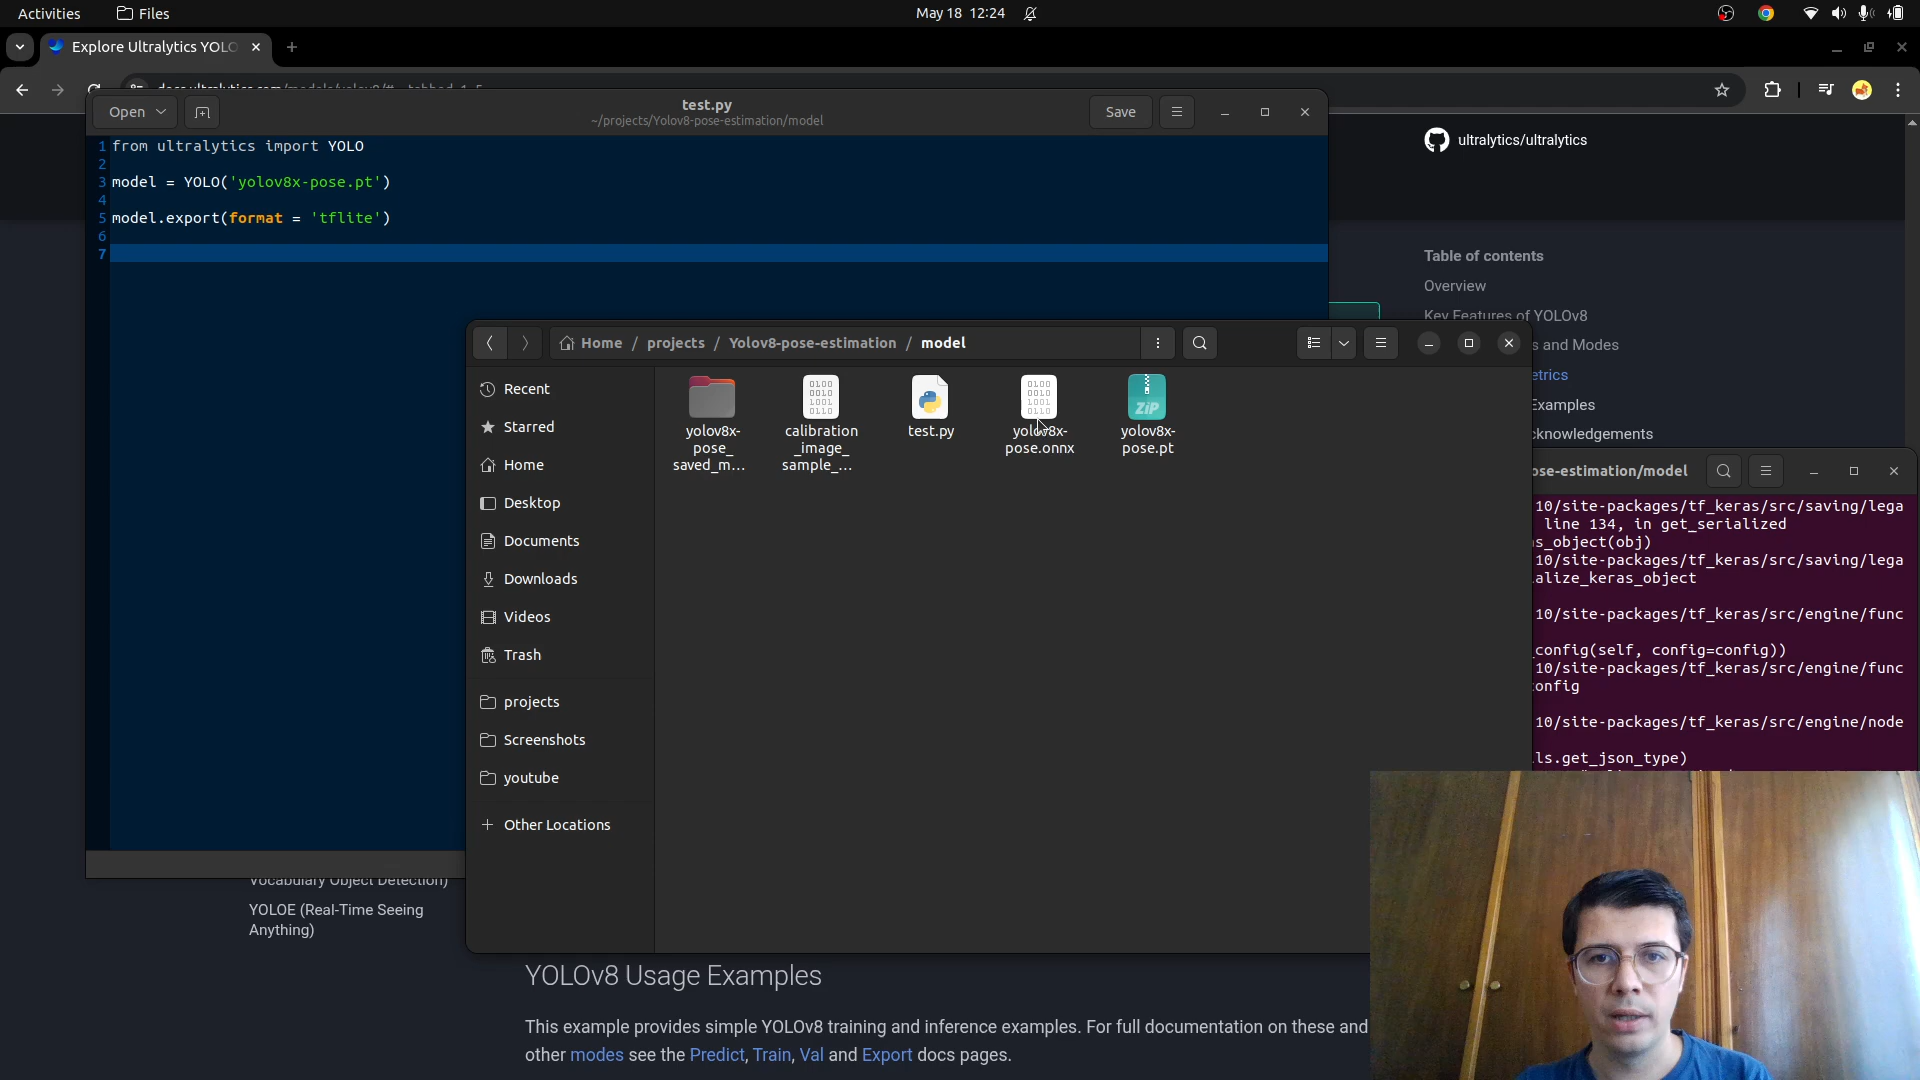 Activities
Files
May 18 12:24
Explore Ultralytics YOLO
Open
test.py
~/projects/Yolov8-pose-estimation/model
Save
1 from ultralytics import YOLO
2
3 model = YOLO('yolov8x-pose.pt')
4
5 model.export(format = 'tflite')
6
7
ultralytics/ultralytics
Table of contents
Overview
Key Features of YOLOv8
s and Modes
etrics
Examples
cknowledgements
Home / projects / Yolov8-pose-estimation / model
Recent
Starred
Home
Desktop
Documents
Downloads
Videos
Trash
projects
Screenshots
youtube
Other Locations
yolov8x-
pose_
saved_m...
calibration
_image_
sample_...
test.py
yolov8x-
pose.onnx
ZIP
yolov8x-
pose.pt
ose-estimation/model
10/site-packages/tf_keras/src/saving/lega
line 134, in get_serialized
s_object(obj)
10/site-packages/tf_keras/src/saving/lega
alize_keras_object
10/site-packages/tf_keras/src/engine/func
_config(self, config=config))
10/site-packages/tf_keras/src/engine/func
onfig
10/site-packages/tf_keras/src/engine/node
ls.get_json_type)
Vocabulary Object Detection)
YOLOE (Real-Time Seeing
Anything)
YOLOv8 Usage Examples
This example provides simple YOLOv8 training and inference examples. For full documentation on these and
other modes see the Predict, Train, Val and Export docs pages.